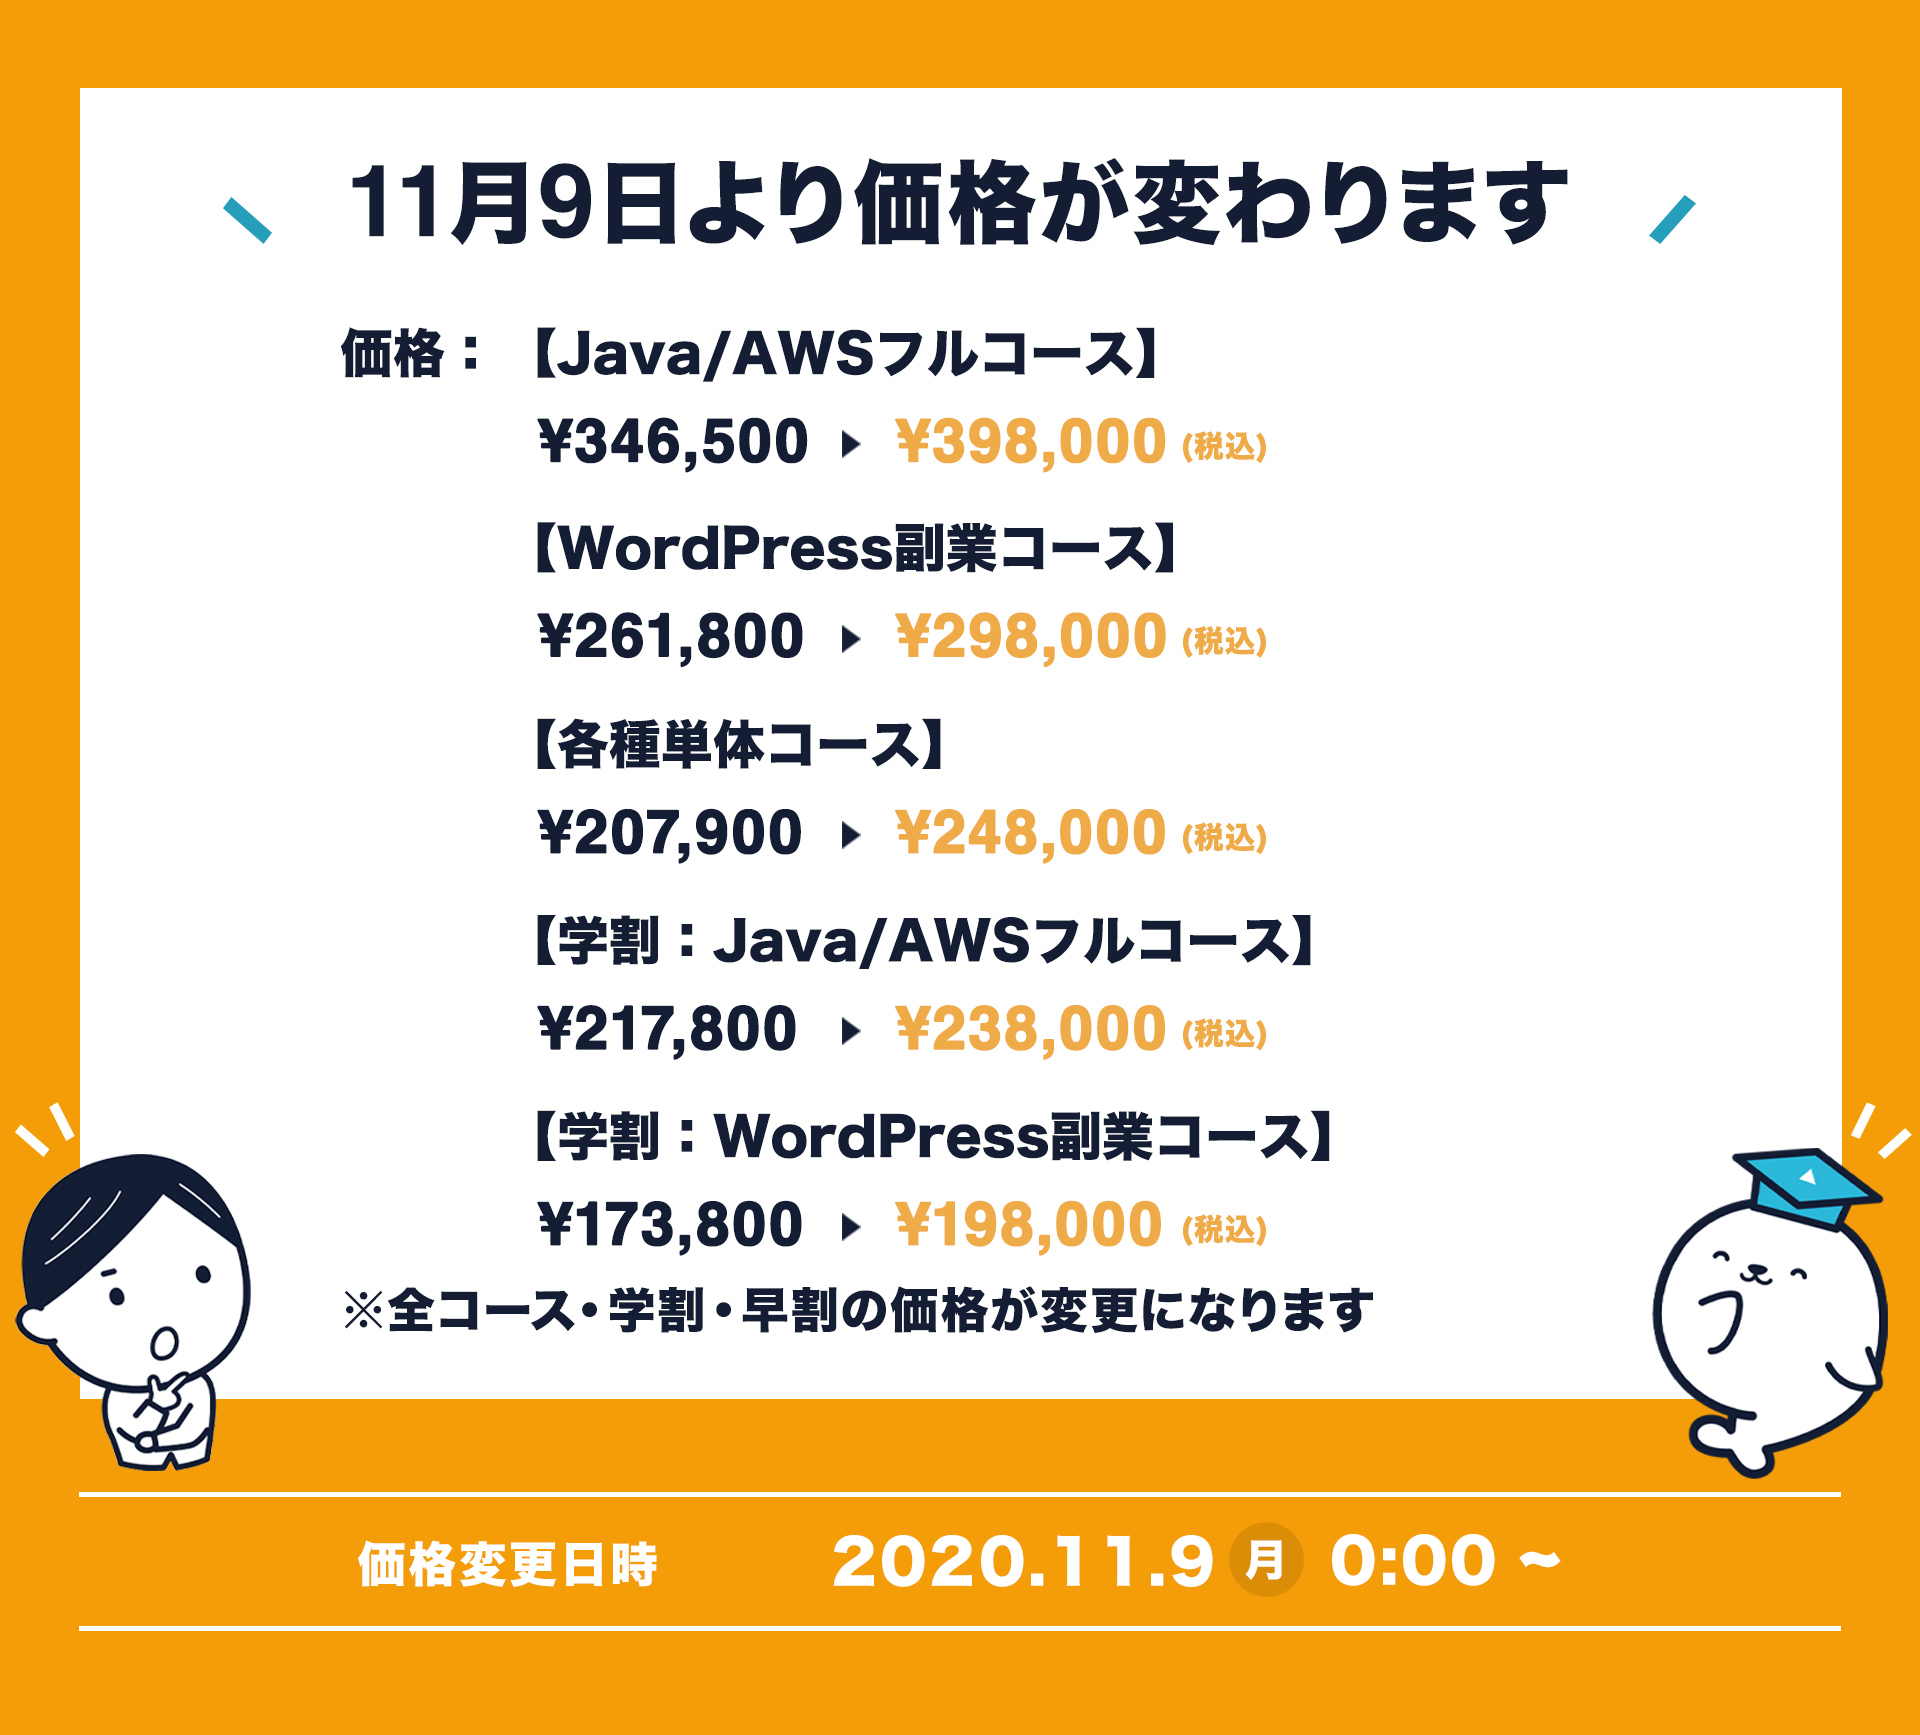 11月9日より価格が変わります
価格：【Java/AWSフルコース】
¥346,500 ▶ ¥398,000 (税込)
【WordPress副業コース】
¥261,800 ▶ ¥298,000 (税込)
【各種単体コース】
¥207,900 ▶ ¥248,000 (税込)
【学割：Java/AWSフルコース】
¥217,800 ▶ ¥238,000 (税込)
【学割：WordPress副業コース】
¥173,800 ▶ ¥198,000 (税込)
※全コース・学割・早割の価格が変更になります
価格変更日時 2020.11.9 月 0:00 ~